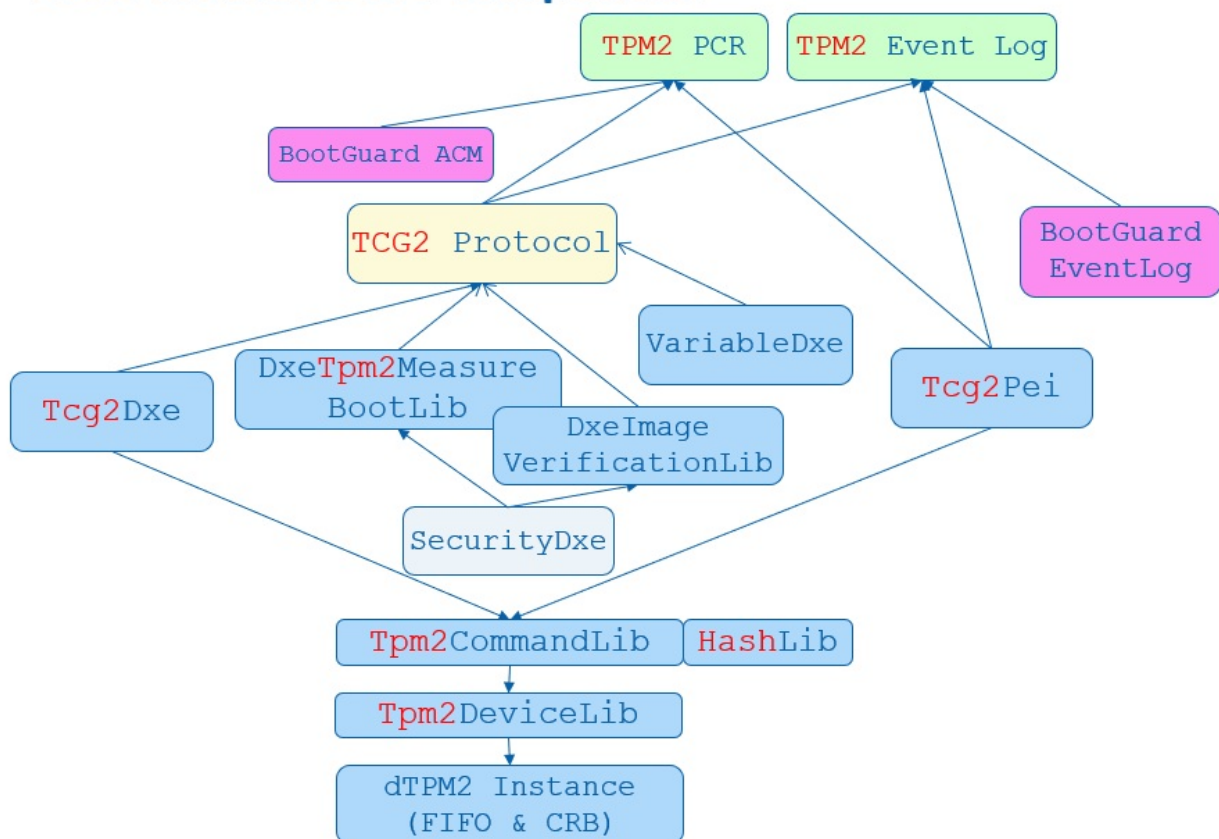 TPM2 PCR
TPM2 Event Log
BootGuard ACM
TCG2 Protocol
BootGuard
EventLog
VariableDxe
DxeTpm2Measure
BootLib
Tcg2Dxe
Tcg2Pei
DxeImage
VerificationLib
SecurityDxe
Tpm2CommandLib
HashLib
Tpm2DeviceLib
dTPM2 Instance
(FIFO & CRB)